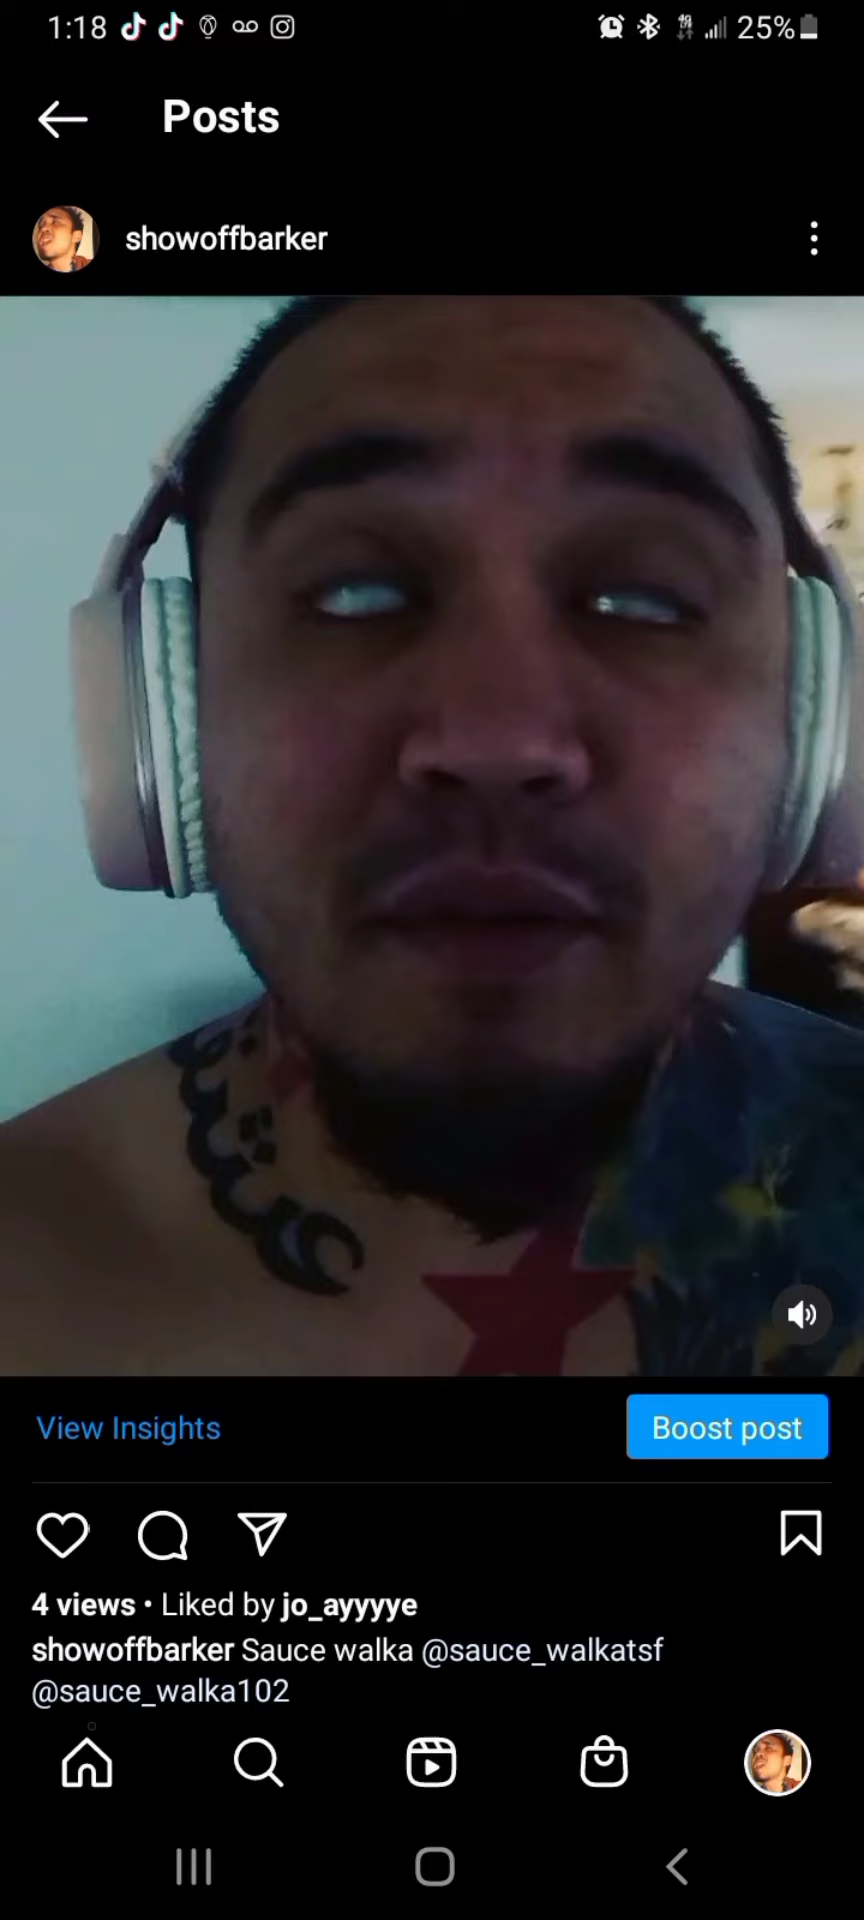 1:18 25%
Posts
showoffbarker
View Insights Boost post
4 views • Liked by jo_ayyyye
showoffbarker Sauce walka @sauce_walkatsf
@sauce_walka102